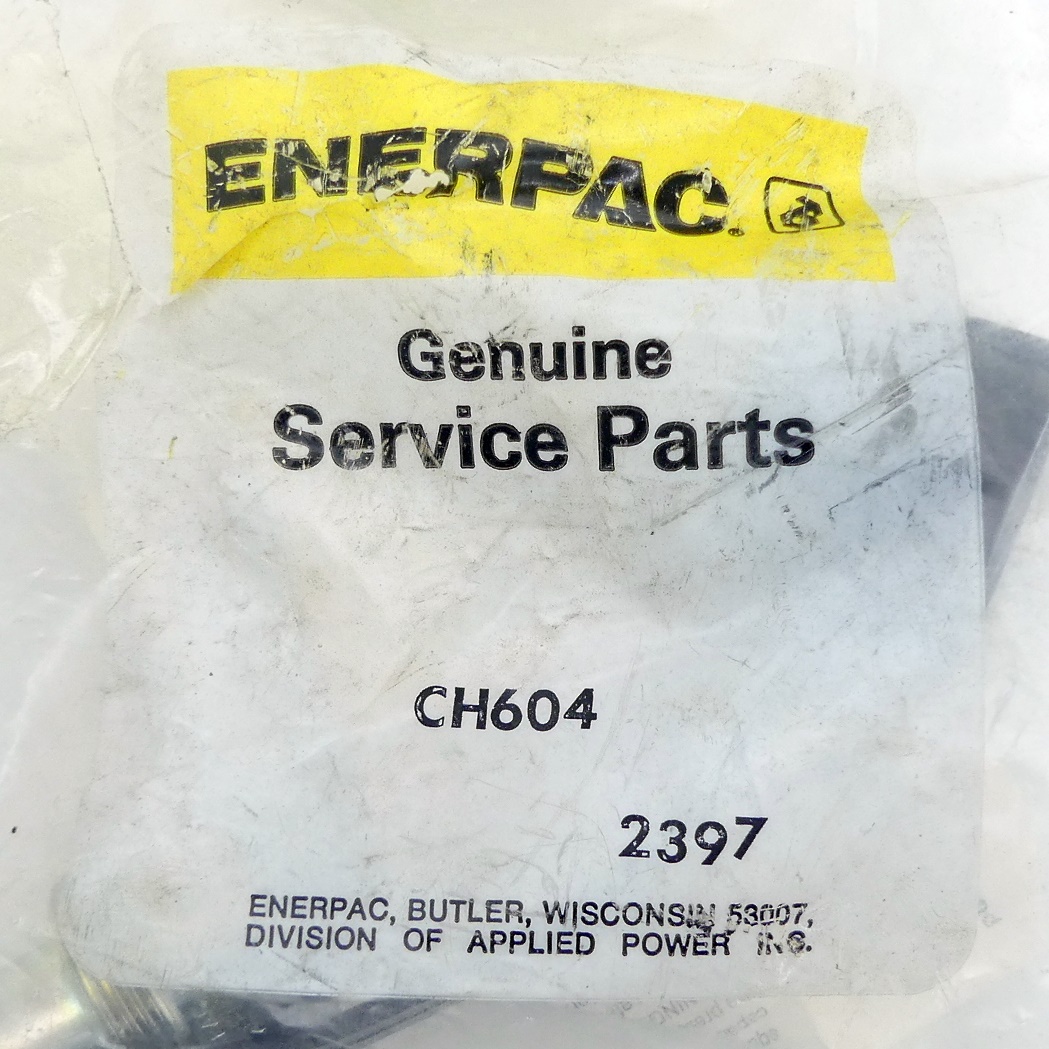 ENERPAC.
Genuine
Service Parts
CH604
2397
ENERPAC, BUTLER, WISCONSIN 53007,
DIVISION OF APPLIED POWER INC.